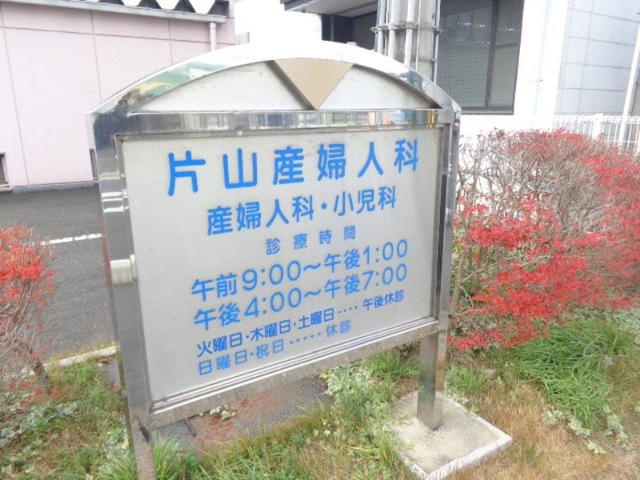 片山産婦人科
産婦人科・小児科
診療時間
午前9:00〜午後1:00
午後4:00〜午後7:00
火曜日・木曜日・土曜日‥‥午後休診
日曜日・祝日‥‥・休診